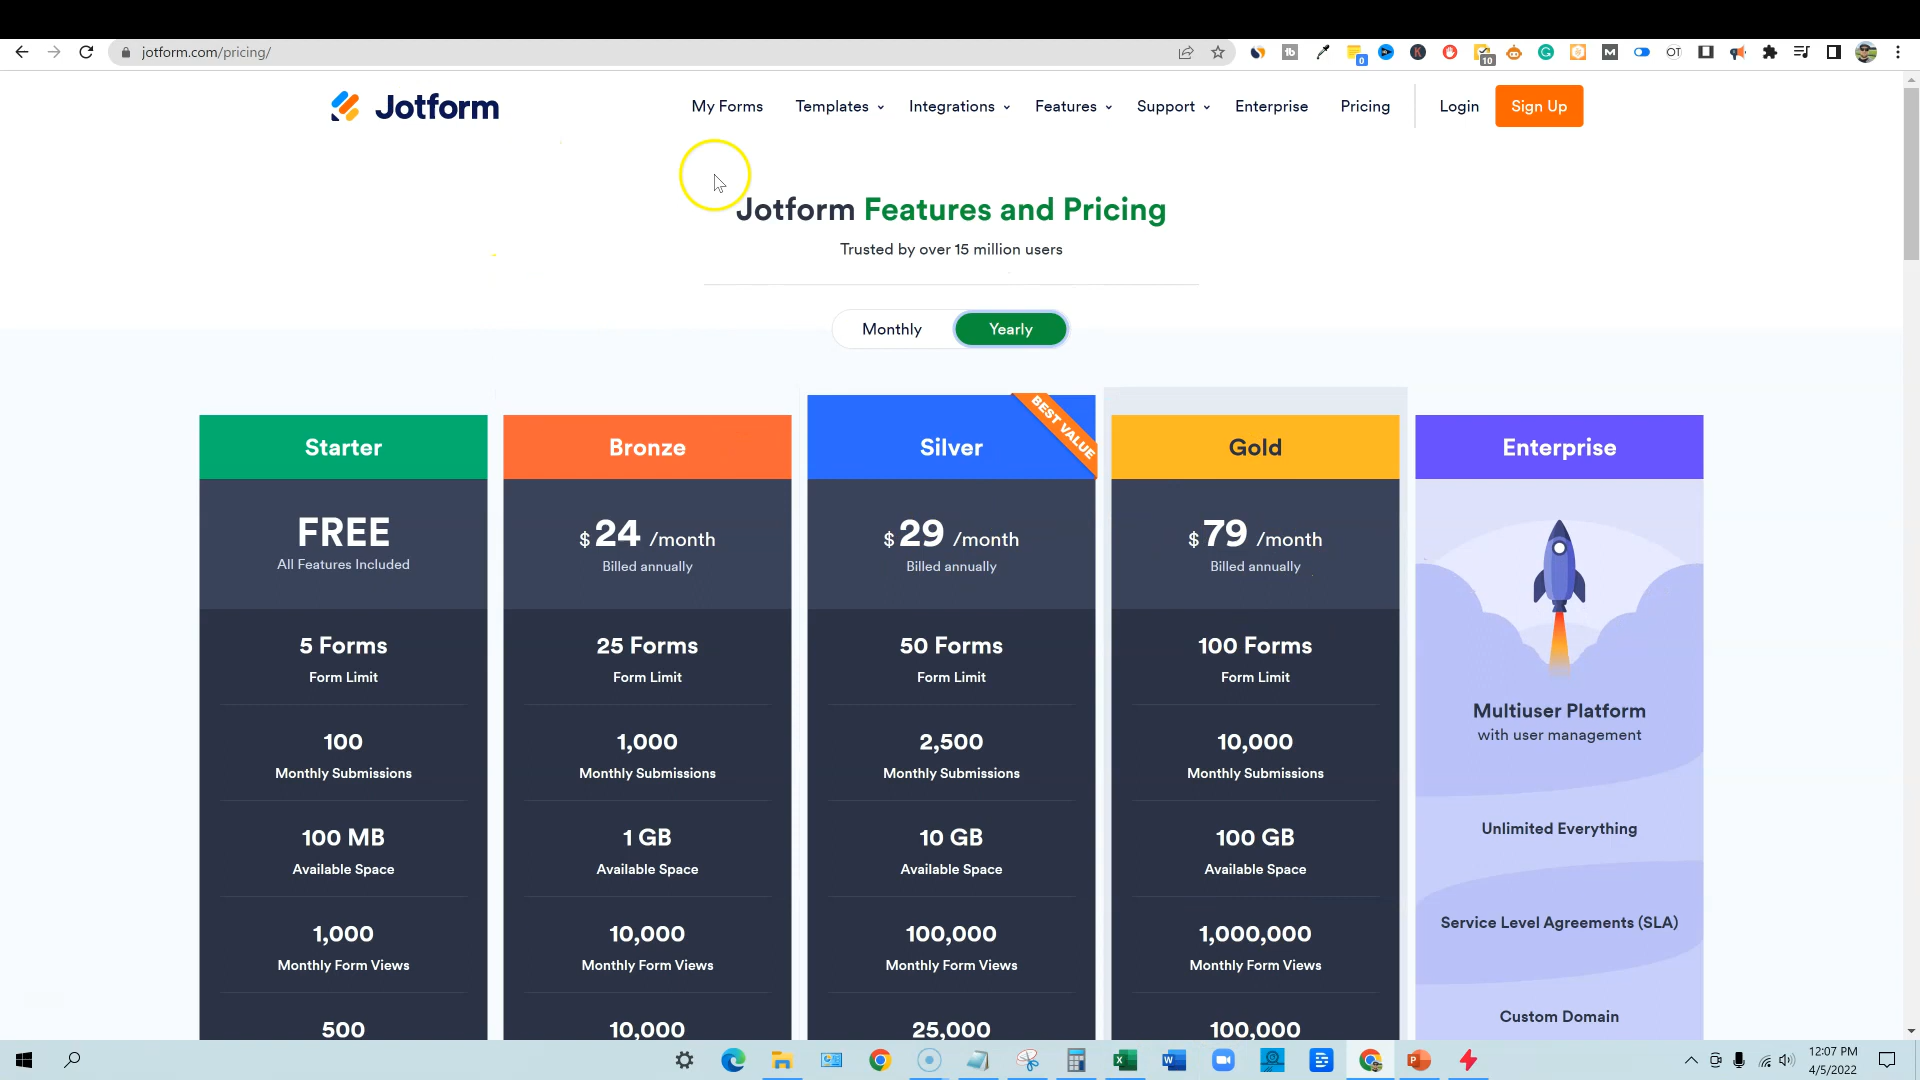 jotform.com/pricing/
0
10
Jotform
My Forms
Templates
Integrations
Features
Support
Enterprise
Pricing
Login
Sign Up
Jotform Features and Pricing
Trusted by over 15 million users
Monthly
Yearly
Starter
Bronze
Silver
BEST VALUE
Gold
Enterprise
FREE
All Features Included
$ 24 /month
Billed annually
$ 29 /month
Billed annually
$ 79 /month
Billed annually
5 Forms
Form Limit
25 Forms
Form Limit
50 Forms
Form Limit
100 Forms
Form Limit
Multiuser Platform
with user management
100
Monthly Submissions
1,000
Monthly Submissions
2,500
Monthly Submissions
10,000
Monthly Submissions
Unlimited Everything
100 MB
Available Space
1 GB
Available Space
10 GB
Available Space
100 GB
Available Space
Service Level Agreements (SLA)
1,000
Monthly Form Views
10,000
Monthly Form Views
100,000
Monthly Form Views
1,000,000
Monthly Form Views
Custom Domain
500
10,000
25,000
100,000
12:07 PM
4/5/2022